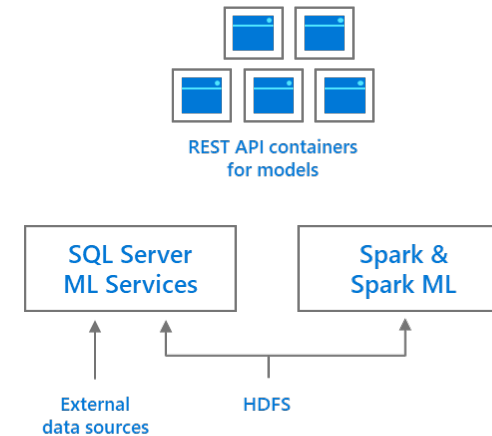 REST API containers
for models
SQL Server
ML Services
Spark &
Spark ML
External
data sources
HDFS